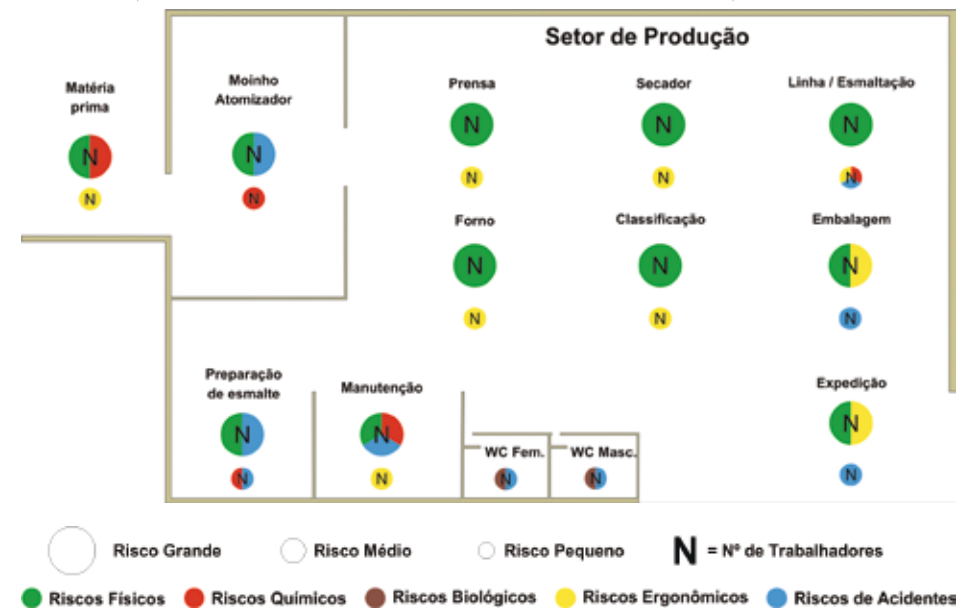 Setor de Produção
Matéria
prima
N
N
Moinho
Atomizador
N
N
Prensa
N
N
Secador
N
N
Linha / Esmaltação
N
N
Forno
N
N
Classificação
N
N
Embalagem
N
N
Preparação
de esmalte
N
N
Manutenção
N
N
WC Fem.
N
WC Masc.
N
Expedição
N
N
Risco Grande
Risco Médio
Risco Pequeno
N = Nº de Trabalhadores
Riscos Físicos
Riscos Químicos
Riscos Biológicos
Riscos Ergonômicos
Riscos de Acidentes